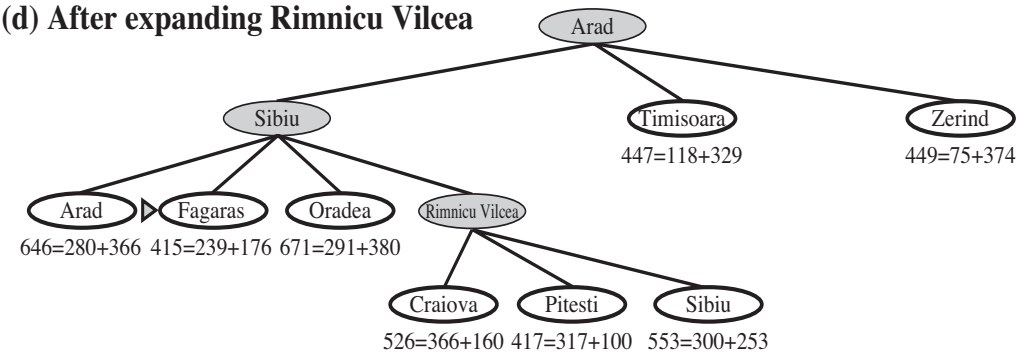 (d) After expanding Rimnicu Vilcea
Arad
Sibiu
Timisoara
Zerind
447=118+329
449=75+374
Arad
Fagaras
Oradea
Rimnicu Vilcea
646=280+366
415=239+176
671=291+380
Craiova
Pitesti
Sibiu
526=366+160
417=317+100
553=300+253